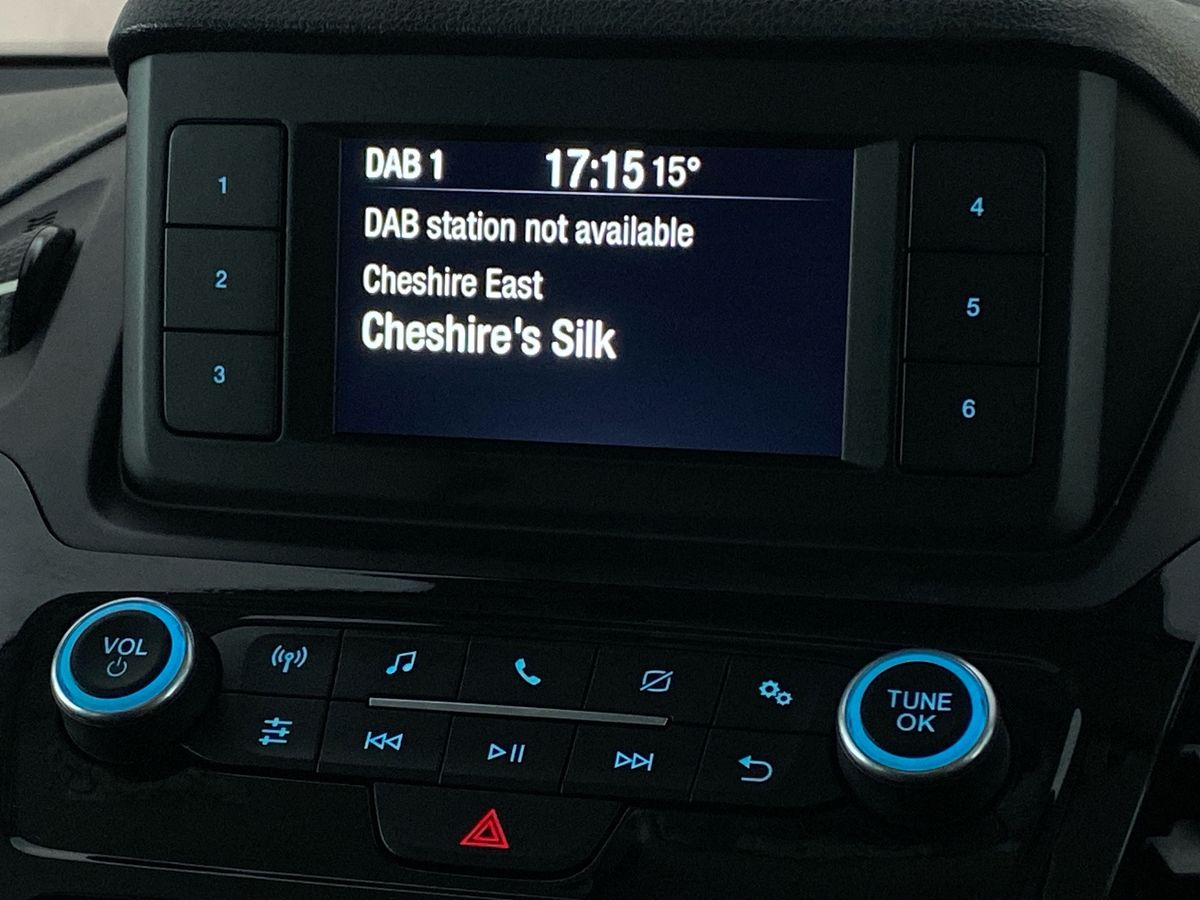 DAB 1 17:15 15°
DAB station not available
Cheshire East
Cheshire's Silk
1
2
3
4
5
6
VOL
TUNE
OK